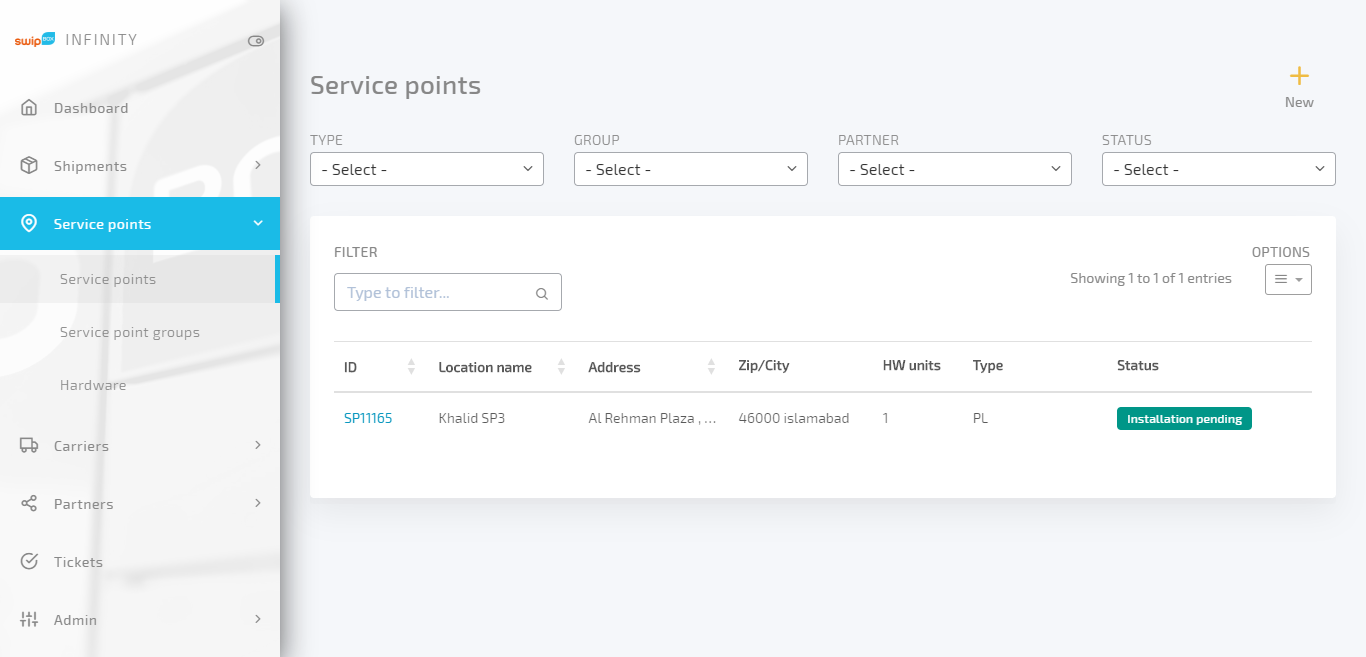 swip BOX INFINITY
Dashboard
Shipments
Service points
Service points
Service point groups
Hardware
Carriers
Partners
Tickets
Admin
Service points
New
TYPE GROUP PARTNER STATUS
- Select - - Select - - Select - - Select -
FILTER OPTIONS
Type to filter... Showing 1 to 1 of 1 entries
ID Location name Address Zip/City HW units Type Status
SP11165 Khalid SP3 Al Rehman Plaza , ... 46000 islamabad 1 PL Installation pending